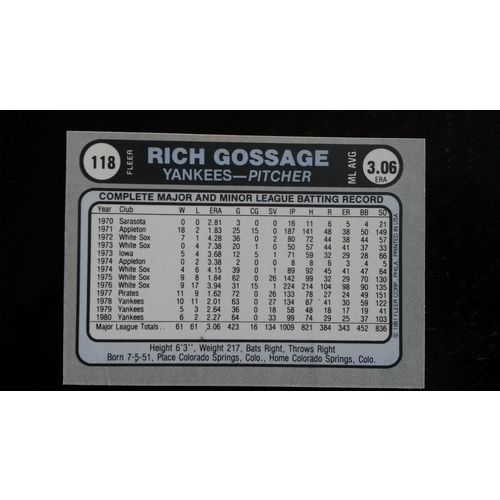 118
FLEER
RICH GOSSAGE
YANKEES—PITCHER
ML AVG.
3.06
ERA
COMPLETE MAJOR AND MINOR LEAGUE BATTING RECORD
Year Club W L ERA G CG SV IP H R ER BB SO
1970 Sarasota 0 0 2.81 3 0 0 16 11 6 5 4 21
1971 Appleton 18 2 1.83 25 15 0 187 141 48 38 50 149
1972 White Sox 7 1 4.28 36 0 2 80 72 44 38 44 57
1973 White Sox 0 4 7.38 20 1 0 50 57 44 41 37 33
1973 Iowa 5 4 3.68 12 5 1 71 59 32 29 28 66
1974 Appleton 0 2 3.38 2 1 0 8 6 5 3 4 5
1974 White Sox 4 6 4.15 39 0 1 89 92 45 41 47 64
1975 White Sox 9 8 1.84 62 0 26 142 99 32 29 70 130
1976 White Sox 9 17 3.94 31 15 1 224 214 104 98 90 135
1977 Pirates 11 9 1.62 72 0 26 133 78 27 24 49 151
1978 Yankees 10 11 2.01 63 0 27 134 87 41 30 59 122
1979 Yankees 5 3 2.64 36 0 18 58 48 18 17 19 41
1980 Yankees 6 2 2.27 64 0 33 99 74 29 25 37 103
Major League Totals . . 61 61 3.06 423 16 134 1009 821 384 343 452 836
Height 6'3", Weight 217, Bats Right, Throws Right
Born 7-5-51, Place Colorado Springs, Colo., Home Colorado Springs, Colo.
© 1981 FLEER CORP., PHILA. PRINTED IN USA